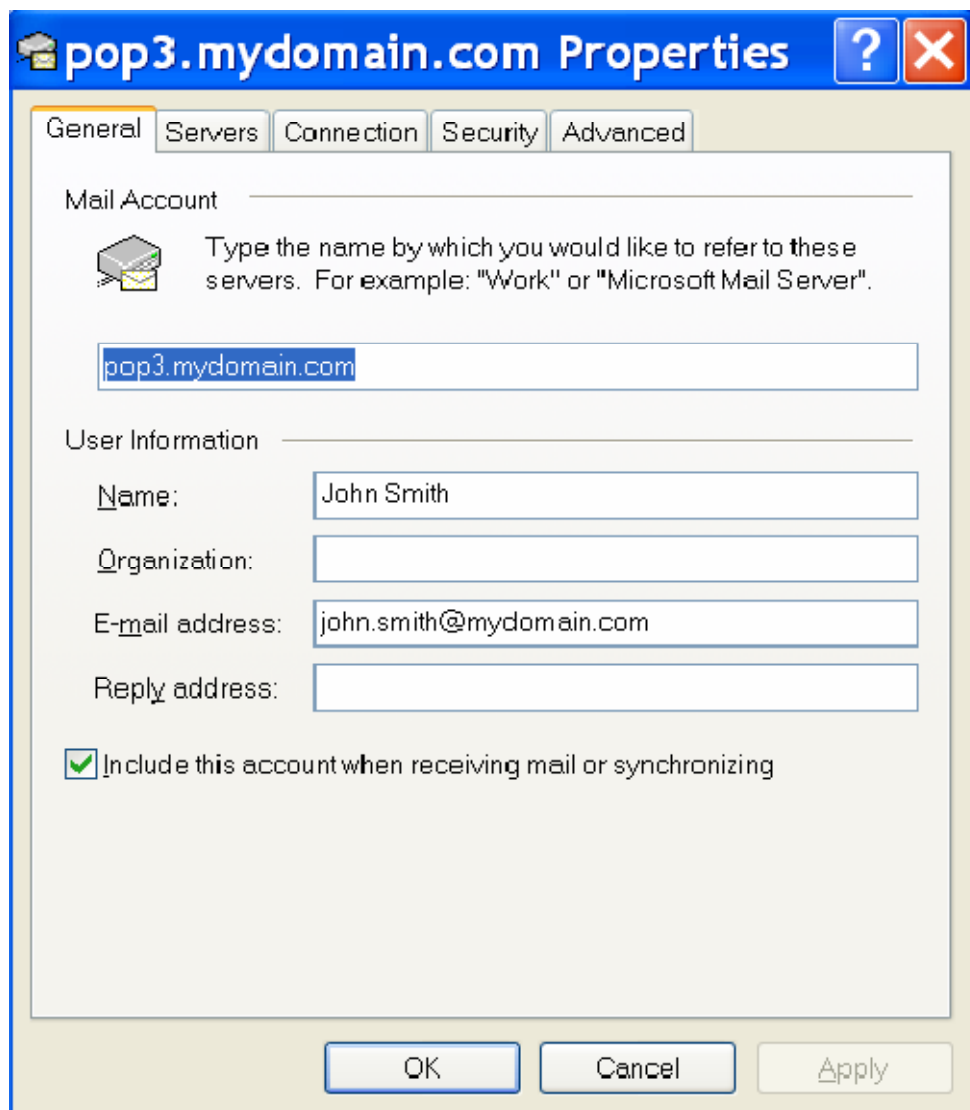 pop3.mydomain.com Properties
General Servers Connection Security Advanced
Mail Account
Type the name by which you would like to refer to these
servers. For example: "Work" or "Microsoft Mail Server".
pop3.mydomain.com
User Information
Name: John Smith
Organization:
E-mail address: john.smith@mydomain.com
Reply address:
Include this account when receiving mail or synchronizing
OK Cancel Apply